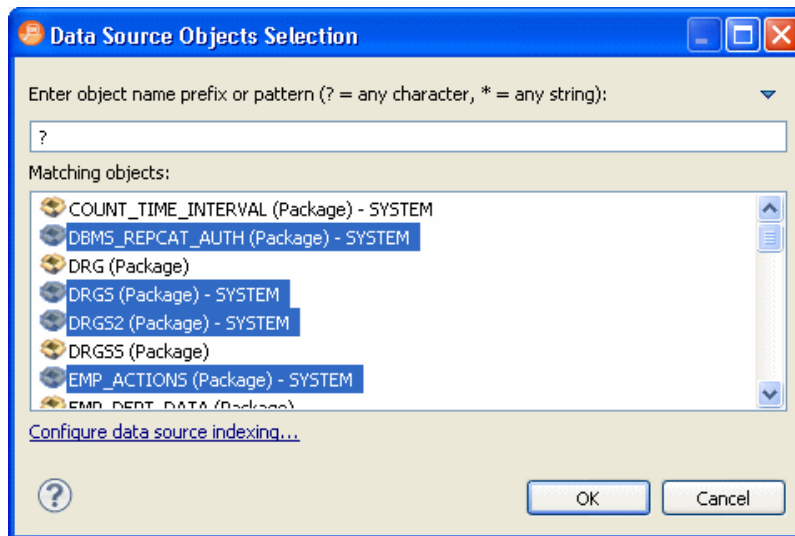 Data Source Objects Selection
Enter object name prefix or pattern (? = any character, * = any string):
?
Matching objects:
COUNT_TIME_INTERVAL (Package) - SYSTEM
DBMS_REPCAT_AUTH (Package) - SYSTEM
DRG (Package)
DRGS (Package) - SYSTEM
DRGS2 (Package) - SYSTEM
DRGSS (Package)
EMP_ACTIONS (Package) - SYSTEM
EMP_DEPT_DATA (Package)
Configure data source indexing...
?
OK Cancel